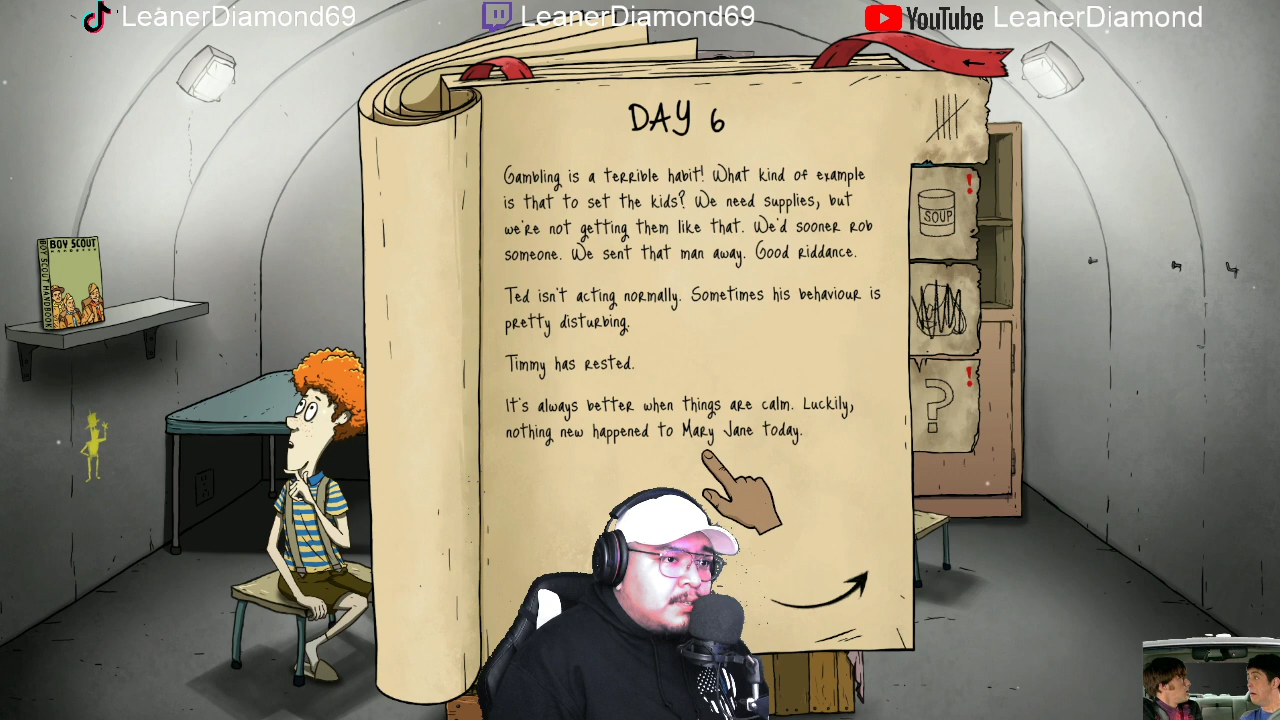 LeanerDiamond69
LeanerDiamond69
YouTube LeanerDiamond
DAY 6
Gambling is a terrible habit! What kind of example
is that to set the kids? We need supplies, but
we're not getting them like that. We'd sooner rob
someone. We sent that man away. Good riddance.
Ted isn't acting normally. Sometimes his behaviour is
pretty disturbing.
Timmy has rested.
It's always better when things are calm. Luckily,
nothing new happened to Mary Jane today.
!
SOUP
!
?
BOY SCOUT
BOY SCOUT HANDBOOK